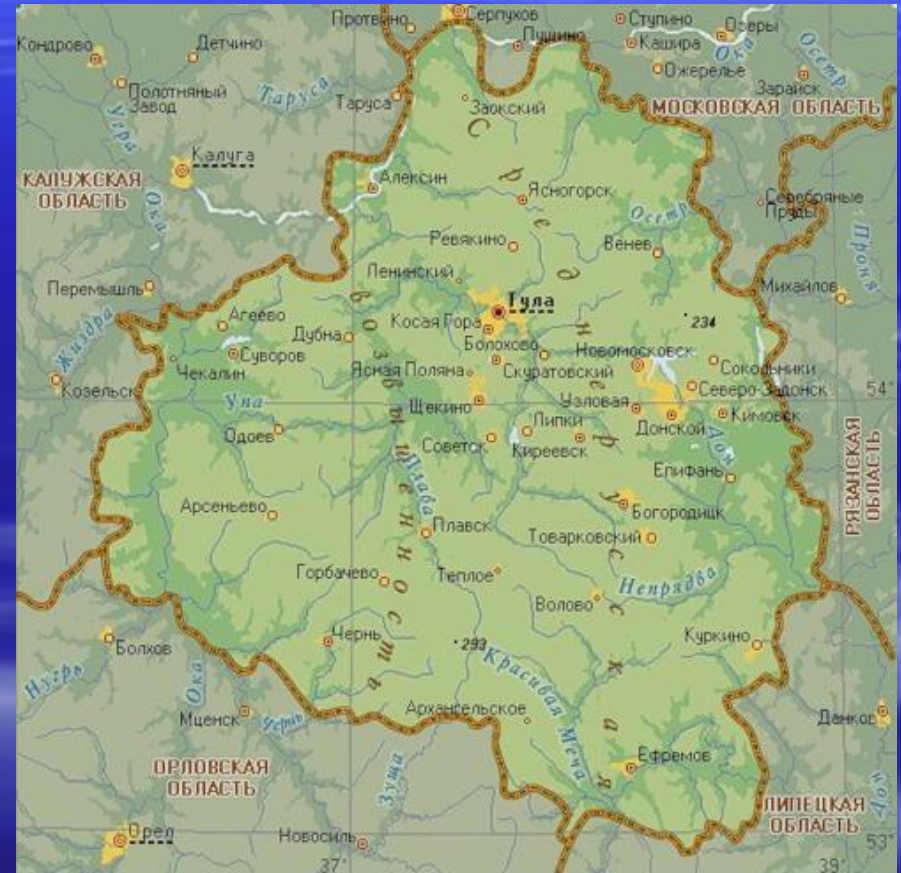 Протвино
Серпухов
Ступино
Озеры
Кондрово
Детчино
Пущино
Кашира
Ока
Осетр
Полотняный
Завод
Таруса
Таруса
Ожерелье
Зарайск
Заокский
МОСКОВСКАЯ ОБЛАСТЬ
Угра
Калуга
КАЛУЖСКАЯ
ОБЛАСТЬ
Алексин
Ясногорск
Серебряные
Пруды
Ока
Осетр
Проня
Ревякино
Венев
Ленинский
Перемышль
Михайлов
Тула
234
Жиздра
Агеево
Дубна
Косая Гора
Болохово
Новомосковск
Суворов
Чекалин
Ясная Поляна
Скуратовский
Сокольники
Козельск
Северо-Задонск
54°
Упа
Щекино
Узловая
Донской
Кимовск
Одоев
Советск
Липки
Киреевск
Дон
РЯЗАНСКАЯ
ОБЛАСТЬ
Епифань
Плава
Арсеньево
Богородицк
Плавск
Товарковский
Горбачево
Теплое
Непрядва
Волово
Среднерусская
возвышенность
Чернь
293
Куркино
Болхов
Нугрь
Ока
Красивая Меча
Мценск
Чернь
Архангельское
Данков
Ефремов
ОРЛОВСКАЯ
ОБЛАСТЬ
Зуша
Дон
ЛИПЕЦКАЯ
ОБЛАСТЬ
Орел
Новосиль
53°
37°
39°